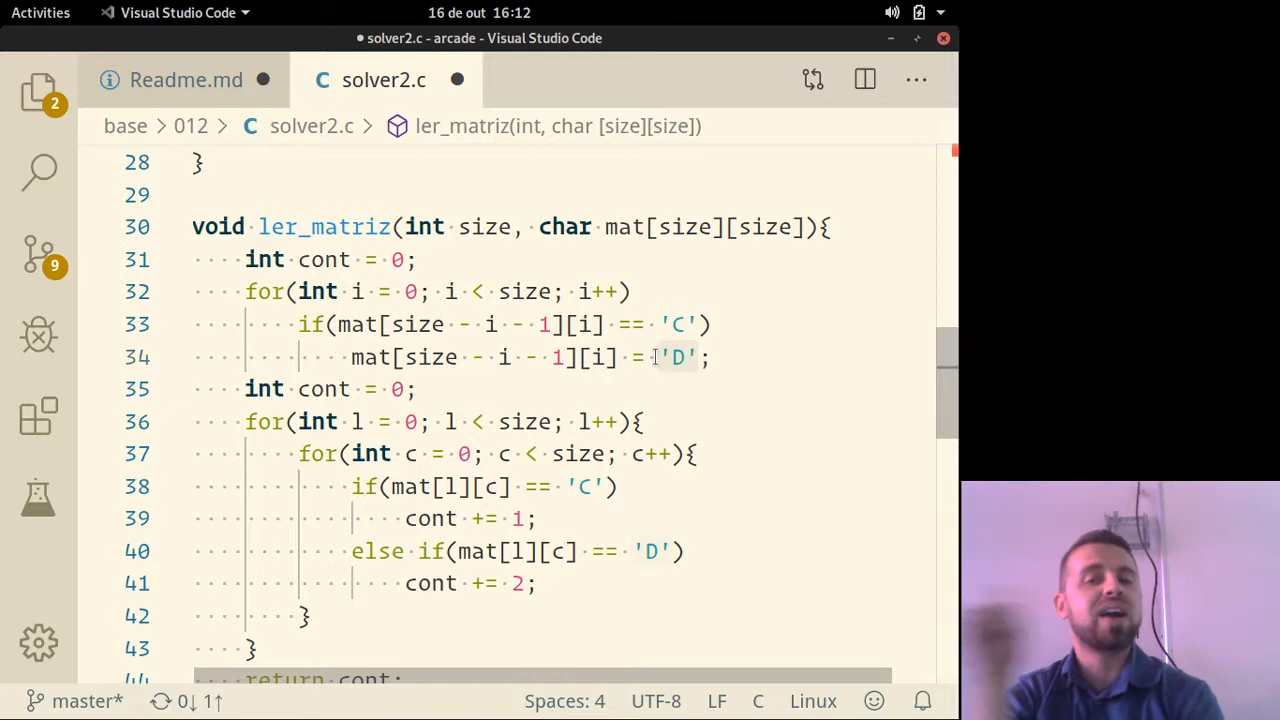 Activities Visual Studio Code 16 de out 16:12
solver2.c - arcade - Visual Studio Code
Readme.md C solver2.c
base > 012 > C solver2.c > ler_matriz(int, char [size][size])
28 }
29
30 void ler_matriz(int size, char mat[size][size]){
31 int cont = 0;
32 for(int i = 0; i < size; i++)
33 if(mat[size - i - 1][i] == 'C')
34 mat[size - i - 1][i] = 'D';
35 int cont = 0;
36 for(int l = 0; l < size; l++){
37 for(int c = 0; c < size; c++){
38 if(mat[l][c] == 'C')
39 cont += 1;
40 else if(mat[l][c] == 'D')
41 cont += 2;
42 }
43 }
44 return cont;
2
9
master* 0↓ 1↑ Spaces: 4 UTF-8 LF C Linux